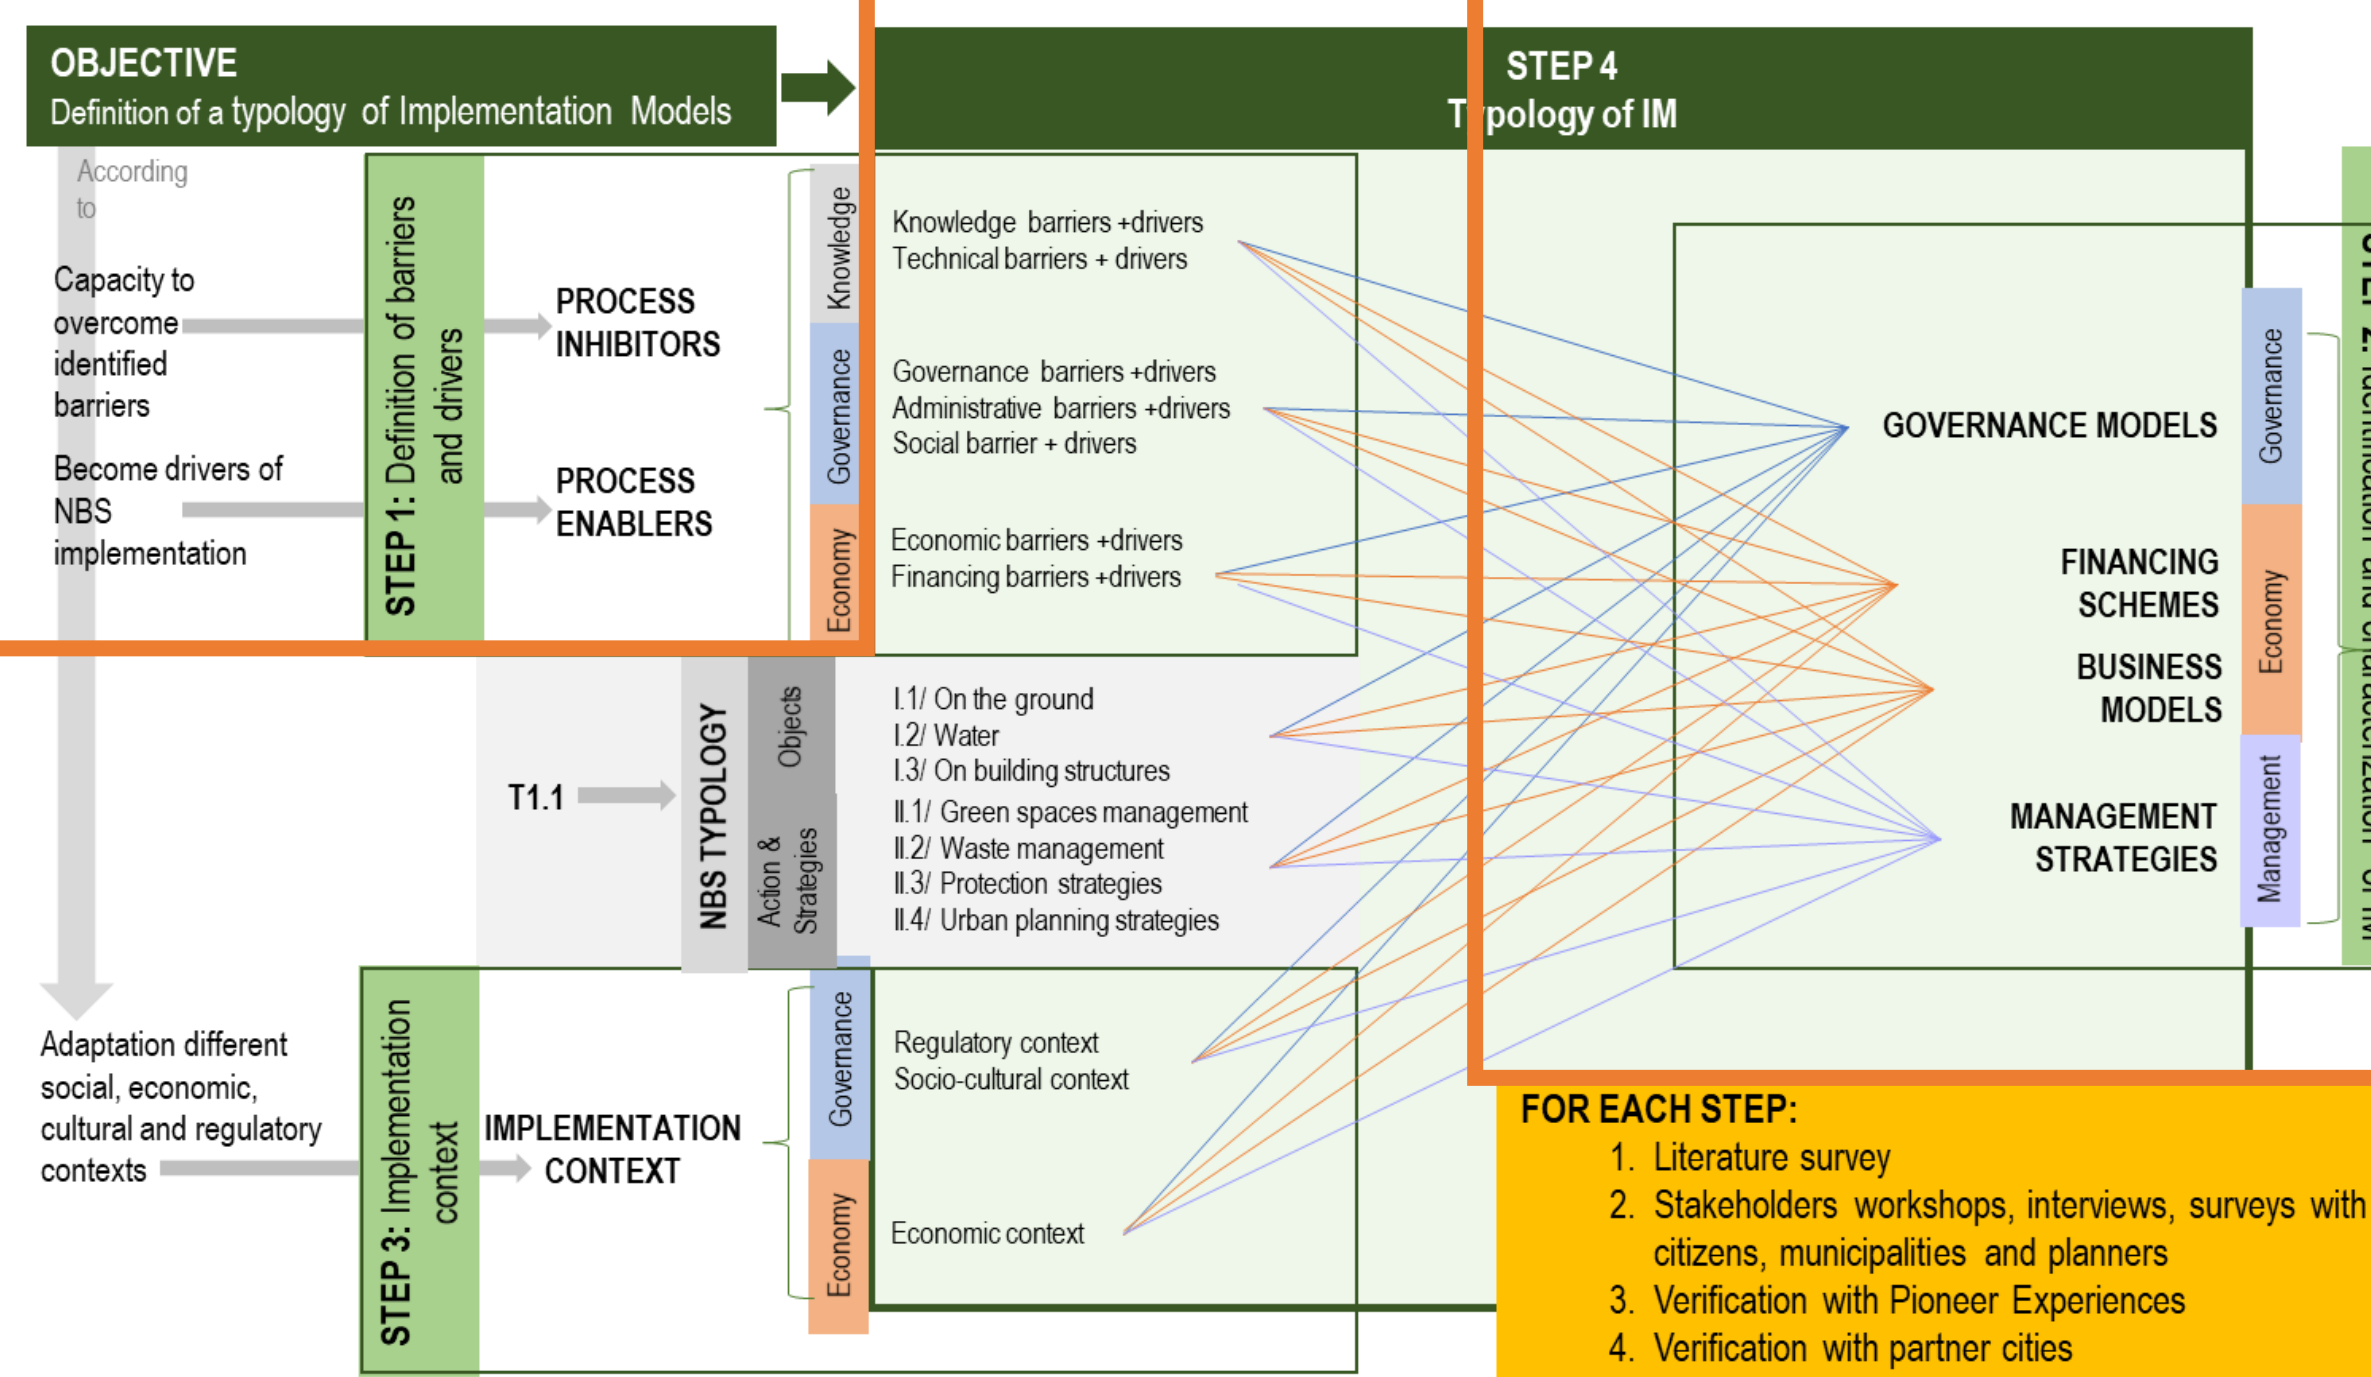 OBJECTIVE
Definition of a typology of Implementation Models
STEP 4
Typology of IM
According
to
Capacity to
overcome
identified
barriers
Become drivers of
NBS
implementation
STEP 1: Definition of barriers
and drivers
PROCESS
INHIBITORS
PROCESS
ENABLERS
Knowledge
Governance
Economy
Knowledge barriers +drivers
Technical barriers + drivers
Governance barriers +drivers
Administrative barriers +drivers
Social barrier + drivers
Economic barriers +drivers
Financing barriers +drivers
T1.1
NBS TYPOLOGY
Objects
Action &
Strategies
I.1/ On the ground
I.2/ Water
I.3/ On building structures
II.1/ Green spaces management
II.2/ Waste management
II.3/ Protection strategies
II.4/ Urban planning strategies
GOVERNANCE MODELS
FINANCING
SCHEMES
BUSINESS
MODELS
MANAGEMENT
STRATEGIES
Governance
Economy
Management
STEP 2: Identification and characterization of IM
Adaptation different
social, economic,
cultural and regulatory
contexts
STEP 3: Implementation
context
IMPLEMENTATION
CONTEXT
Governance
Economy
Regulatory context
Socio-cultural context
Economic context
FOR EACH STEP:
1. Literature survey
2. Stakeholders workshops, interviews, surveys with
citizens, municipalities and planners
3. Verification with Pioneer Experiences
4. Verification with partner cities